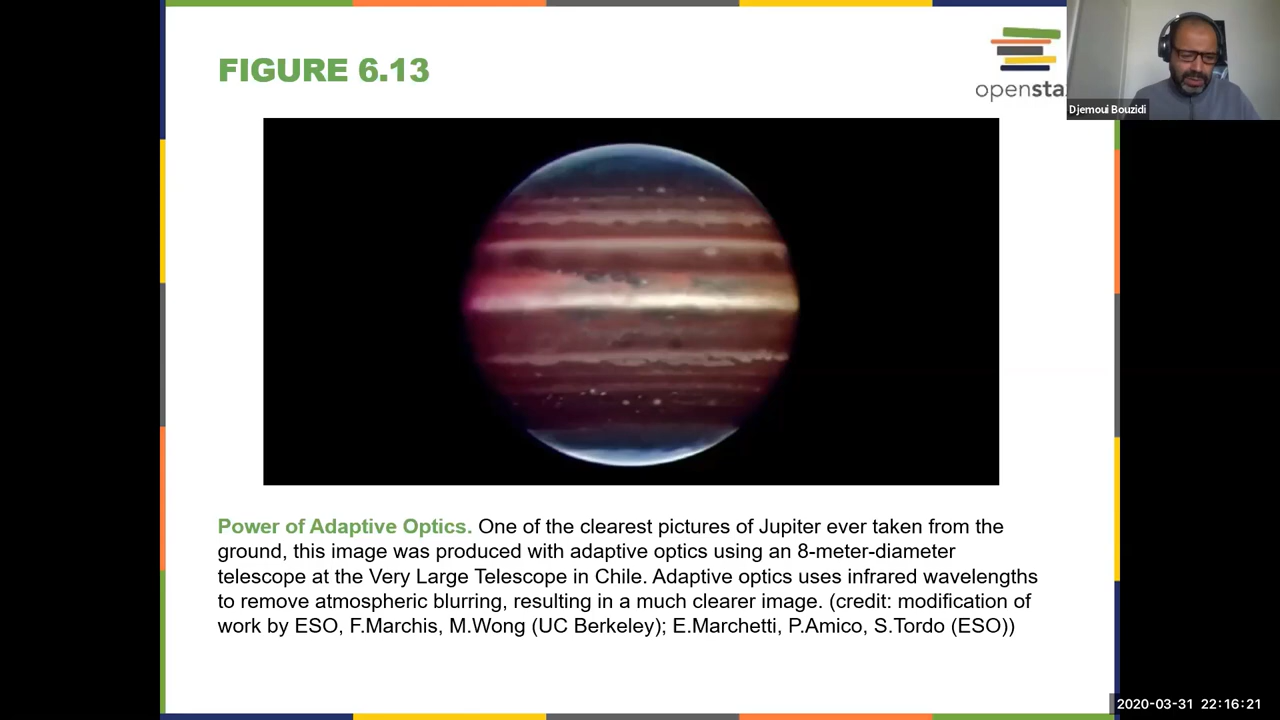 FIGURE 6.13
opensta
Djemoui Bouzidi
Power of Adaptive Optics. One of the clearest pictures of Jupiter ever taken from the
ground, this image was produced with adaptive optics using an 8-meter-diameter
telescope at the Very Large Telescope in Chile. Adaptive optics uses infrared wavelengths
to remove atmospheric blurring, resulting in a much clearer image. (credit: modification of
work by ESO, F.Marchis, M.Wong (UC Berkeley); E.Marchetti, P.Amico, S.Tordo (ESO))
2020-03-31 22:16:21